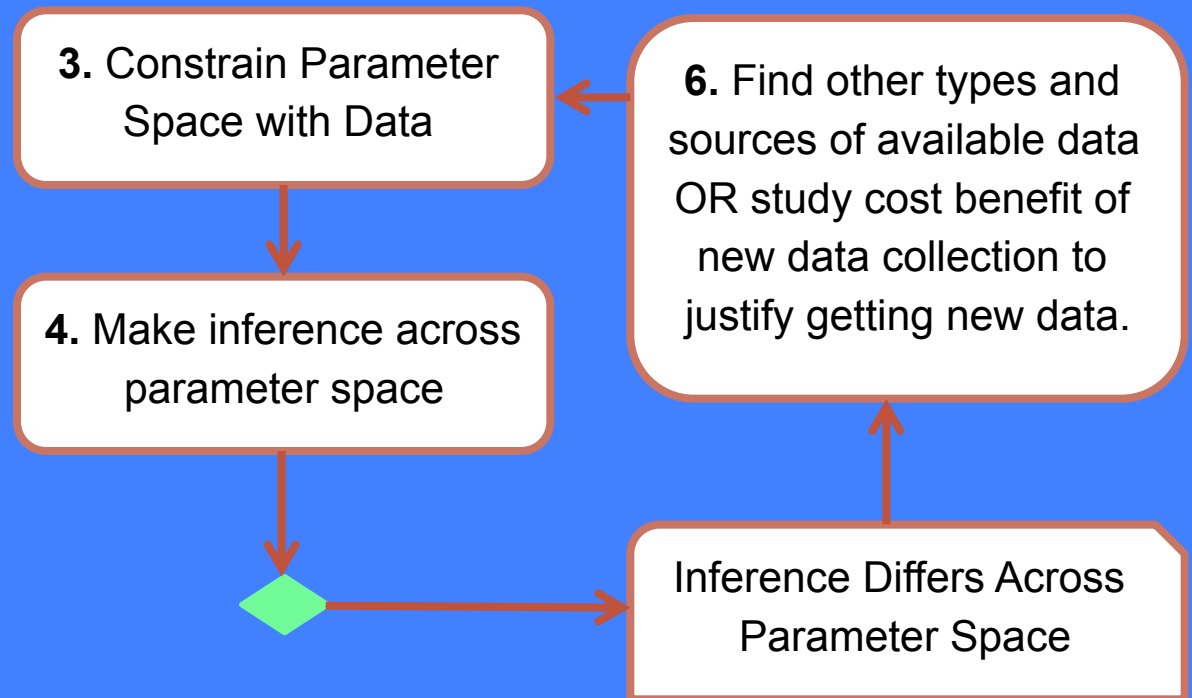 3. Constrain Parameter
Space with Data
4. Make inference across
parameter space
6. Find other types and
sources of available data
OR study cost benefit of
new data collection to
justify getting new data.
Inference Differs Across
Parameter Space